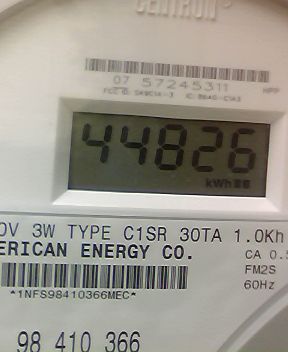 CENTRON®
07 57245311
44826
kWh
0V 3W TYPE C1SR 30TA 1.0Kh
ERICAN ENERGY CO.
CA 0.5
*1NFS98410366MEC*
FM2S
60Hz
98 410 366